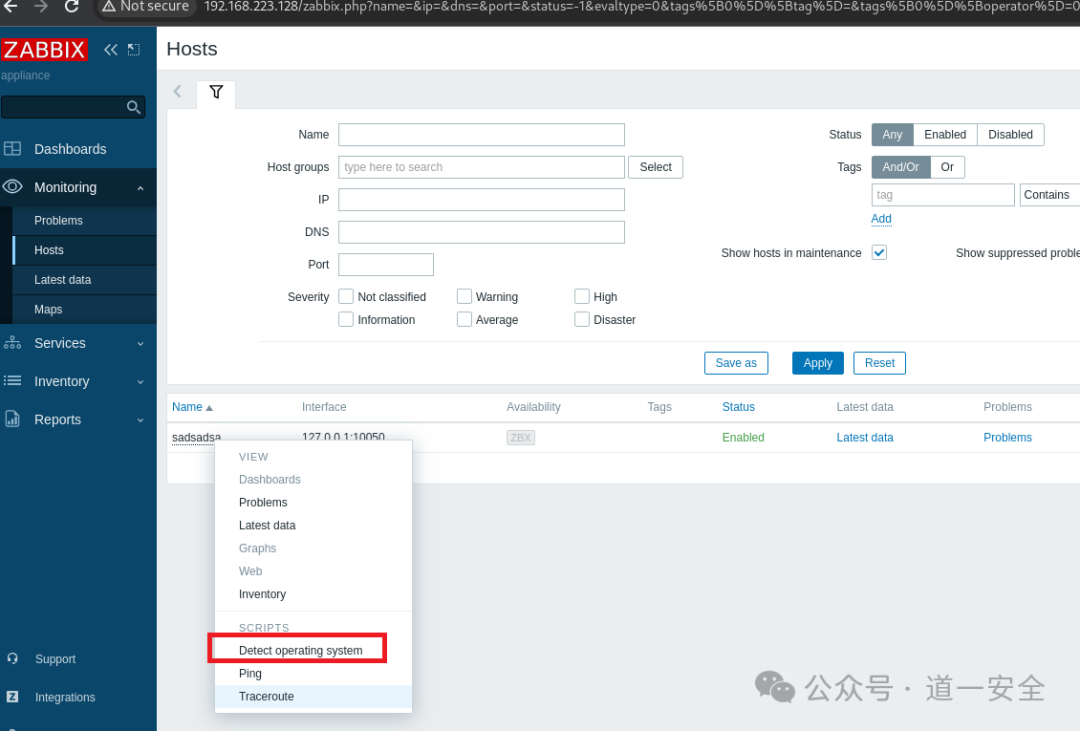 Not secure 192.168.223.128/zabbix.php?name=&ip=&dns=&port=&status=-1&evaltype=0&tags%5B0%5D%5Btag%5D=&tags%5B0%5D%5Boperator%5D=0
ZABBIX
appliance
Dashboards
Monitoring
Problems
Hosts
Latest data
Maps
Services
Inventory
Reports
Support
Integrations
Hosts
Name
Host groups type here to search Select
IP
DNS
Port
Severity Not classified Warning High
Information Average Disaster
Status Any Enabled Disabled
Tags And/Or Or
tag Contains
Add
Show hosts in maintenance Show suppressed proble
Save as Apply Reset
Name Interface Availability Tags Status Latest data Problems
sadsadsa 127.0.0.1:10050 ZBX Enabled Latest data Problems
VIEW
Dashboards
Problems
Latest data
Graphs
Web
Inventory
SCRIPTS
Detect operating system
Ping
Traceroute
公众号 · 道一安全